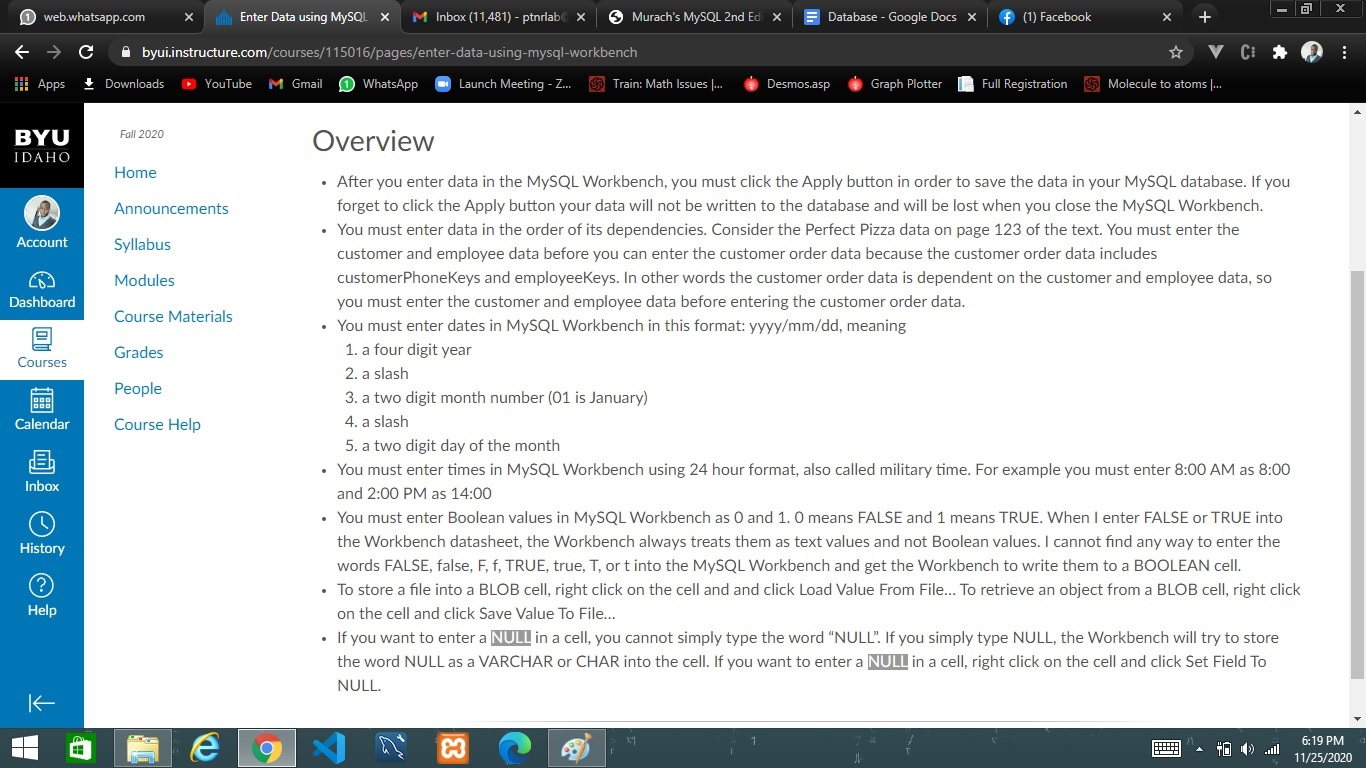 web.whatsapp.com
Enter Data using MySQL
Inbox (11,481) - ptnrlab@
Murach's MySQL 2nd Edi
Database - Google Docs
(1) Facebook
byui.instructure.com/courses/115016/pages/enter-data-using-mysql-workbench
Apps
Downloads
YouTube
Gmail
WhatsApp
Launch Meeting - Z...
Train: Math Issues |...
Desmos.asp
Graph Plotter
Full Registration
Molecule to atoms |...
BYU
IDAHO
Account
Dashboard
Courses
Calendar
Inbox
History
Help
Fall 2020
Home
Announcements
Syllabus
Modules
Course Materials
Grades
People
Course Help
Overview
• After you enter data in the MySQL Workbench, you must click the Apply button in order to save the data in your MySQL database. If you
forget to click the Apply button your data will not be written to the database and will be lost when you close the MySQL Workbench.
• You must enter data in the order of its dependencies. Consider the Perfect Pizza data on page 123 of the text. You must enter the
customer and employee data before you can enter the customer order data because the customer order data includes
customerPhoneKeys and employeeKeys. In other words the customer order data is dependent on the customer and employee data, so
you must enter the customer and employee data before entering the customer order data.
• You must enter dates in MySQL Workbench in this format: yyyy/mm/dd, meaning
1. a four digit year
2. a slash
3. a two digit month number (01 is January)
4. a slash
5. a two digit day of the month
• You must enter times in MySQL Workbench using 24 hour format, also called military time. For example you must enter 8:00 AM as 8:00
and 2:00 PM as 14:00
• You must enter Boolean values in MySQL Workbench as 0 and 1. 0 means FALSE and 1 means TRUE. When I enter FALSE or TRUE into
the Workbench datasheet, the Workbench always treats them as text values and not Boolean values. I cannot find any way to enter the
words FALSE, false, F, f, TRUE, true, T, or t into the MySQL Workbench and get the Workbench to write them to a BOOLEAN cell.
• To store a file into a BLOB cell, right click on the cell and and click Load Value From File... To retrieve an object from a BLOB cell, right click
on the cell and click Save Value To File...
• If you want to enter a NULL in a cell, you cannot simply type the word “NULL”. If you simply type NULL, the Workbench will try to store
the word NULL as a VARCHAR or CHAR into the cell. If you want to enter a NULL in a cell, right click on the cell and click Set Field To
NULL.
6:19 PM
11/25/2020